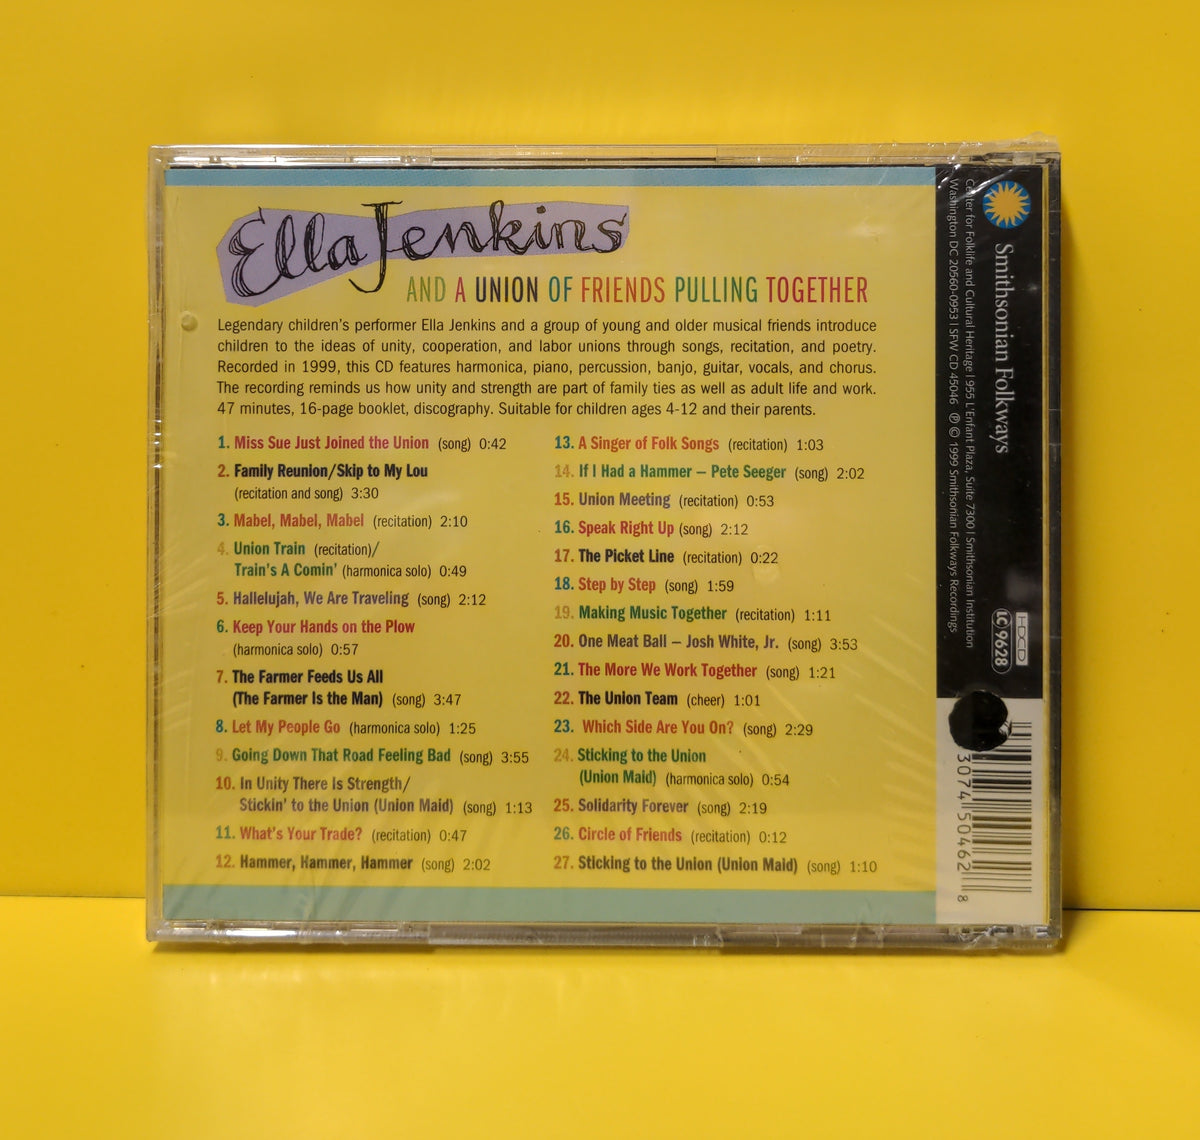 Ella Jenkins
AND A UNION OF FRIENDS PULLING TOGETHER
Legendary children's performer Ella Jenkins and a group of young and older musical friends introduce
children to the ideas of unity, cooperation, and labor unions through songs, recitation, and poetry.
Recorded in 1999, this CD features harmonica, piano, percussion, banjo, guitar, vocals, and chorus.
The recording reminds us how unity and strength are part of family ties as well as adult life and work.
47 minutes, 16-page booklet, discography. Suitable for children ages 4-12 and their parents.
1. Miss Sue Just Joined the Union (song) 0:42
2. Family Reunion/Skip to My Lou
(recitation and song) 3:30
3. Mabel, Mabel, Mabel (recitation) 2:10
4. Union Train (recitation)/
Train's A Comin' (harmonica solo) 0:49
5. Hallelujah, We Are Traveling (song) 2:12
6. Keep Your Hands on the Plow
(harmonica solo) 0:57
7. The Farmer Feeds Us All
(The Farmer Is the Man) (song) 3:47
8. Let My People Go (harmonica solo) 1:25
9. Going Down That Road Feeling Bad (song) 3:55
10. In Unity There Is Strength/
Stickin' to the Union (Union Maid) (song) 1:13
11. What's Your Trade? (recitation) 0:47
12. Hammer, Hammer, Hammer (song) 2:02
13. A Singer of Folk Songs (recitation) 1:03
14. If I Had a Hammer – Pete Seeger (song) 2:02
15. Union Meeting (recitation) 0:53
16. Speak Right Up (song) 2:12
17. The Picket Line (recitation) 0:22
18. Step by Step (song) 1:59
19. Making Music Together (recitation) 1:11
20. One Meat Ball – Josh White, Jr. (song) 3:53
21. The More We Work Together (song) 1:21
22. The Union Team (cheer) 1:01
23. Which Side Are You On? (song) 2:29
24. Sticking to the Union
(Union Maid) (harmonica solo) 0:54
25. Solidarity Forever (song) 2:19
26. Circle of Friends (recitation) 0:12
27. Sticking to the Union (Union Maid) (song) 1:10
Smithsonian Folkways
Center for Folklife and Cultural Heritage | 955 L'Enfant Plaza, Suite 7300 | Smithsonian Institution
Washington DC 20560-0953 | SFW CD 45046 ℗ © 1999 Smithsonian Folkways Recordings
HDCD
LC 9628
3074 50462 8